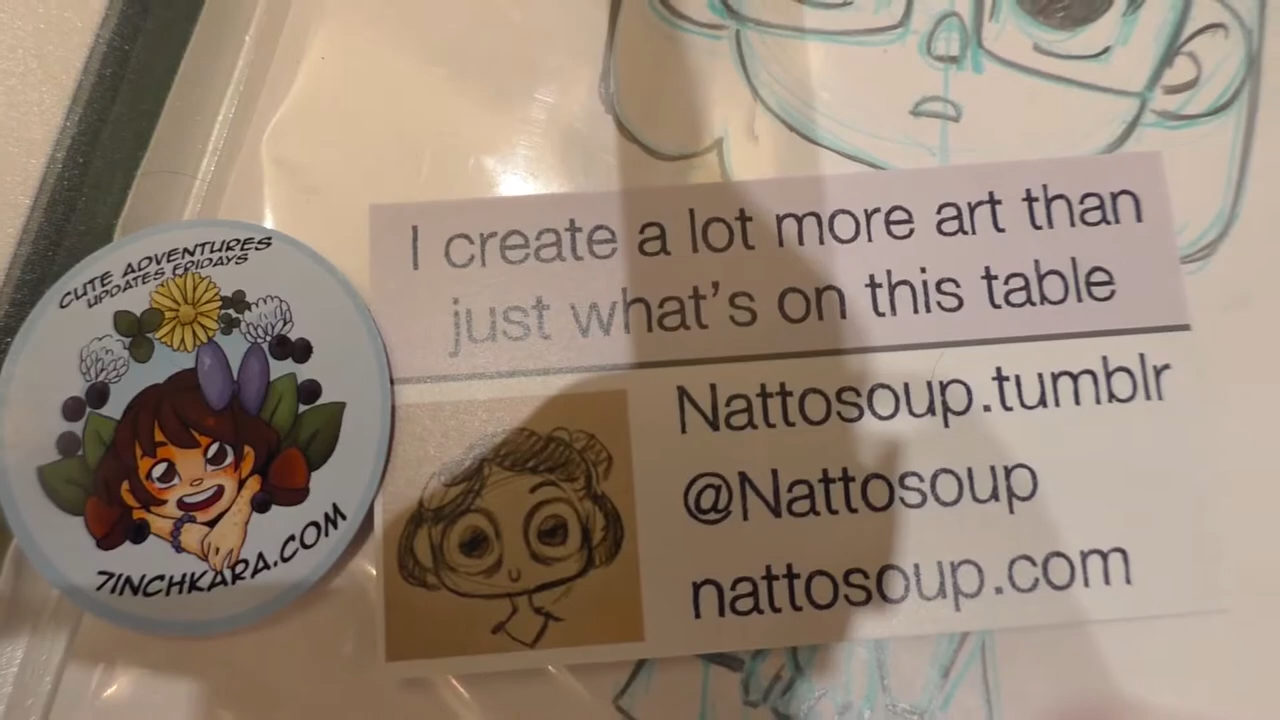 CUTE ADVENTURES
UPDATES FRIDAYS
7INCHKARA.COM
I create a lot more art than
just what's on this table
Nattosoup.tumblr
@Nattosoup
nattosoup.com